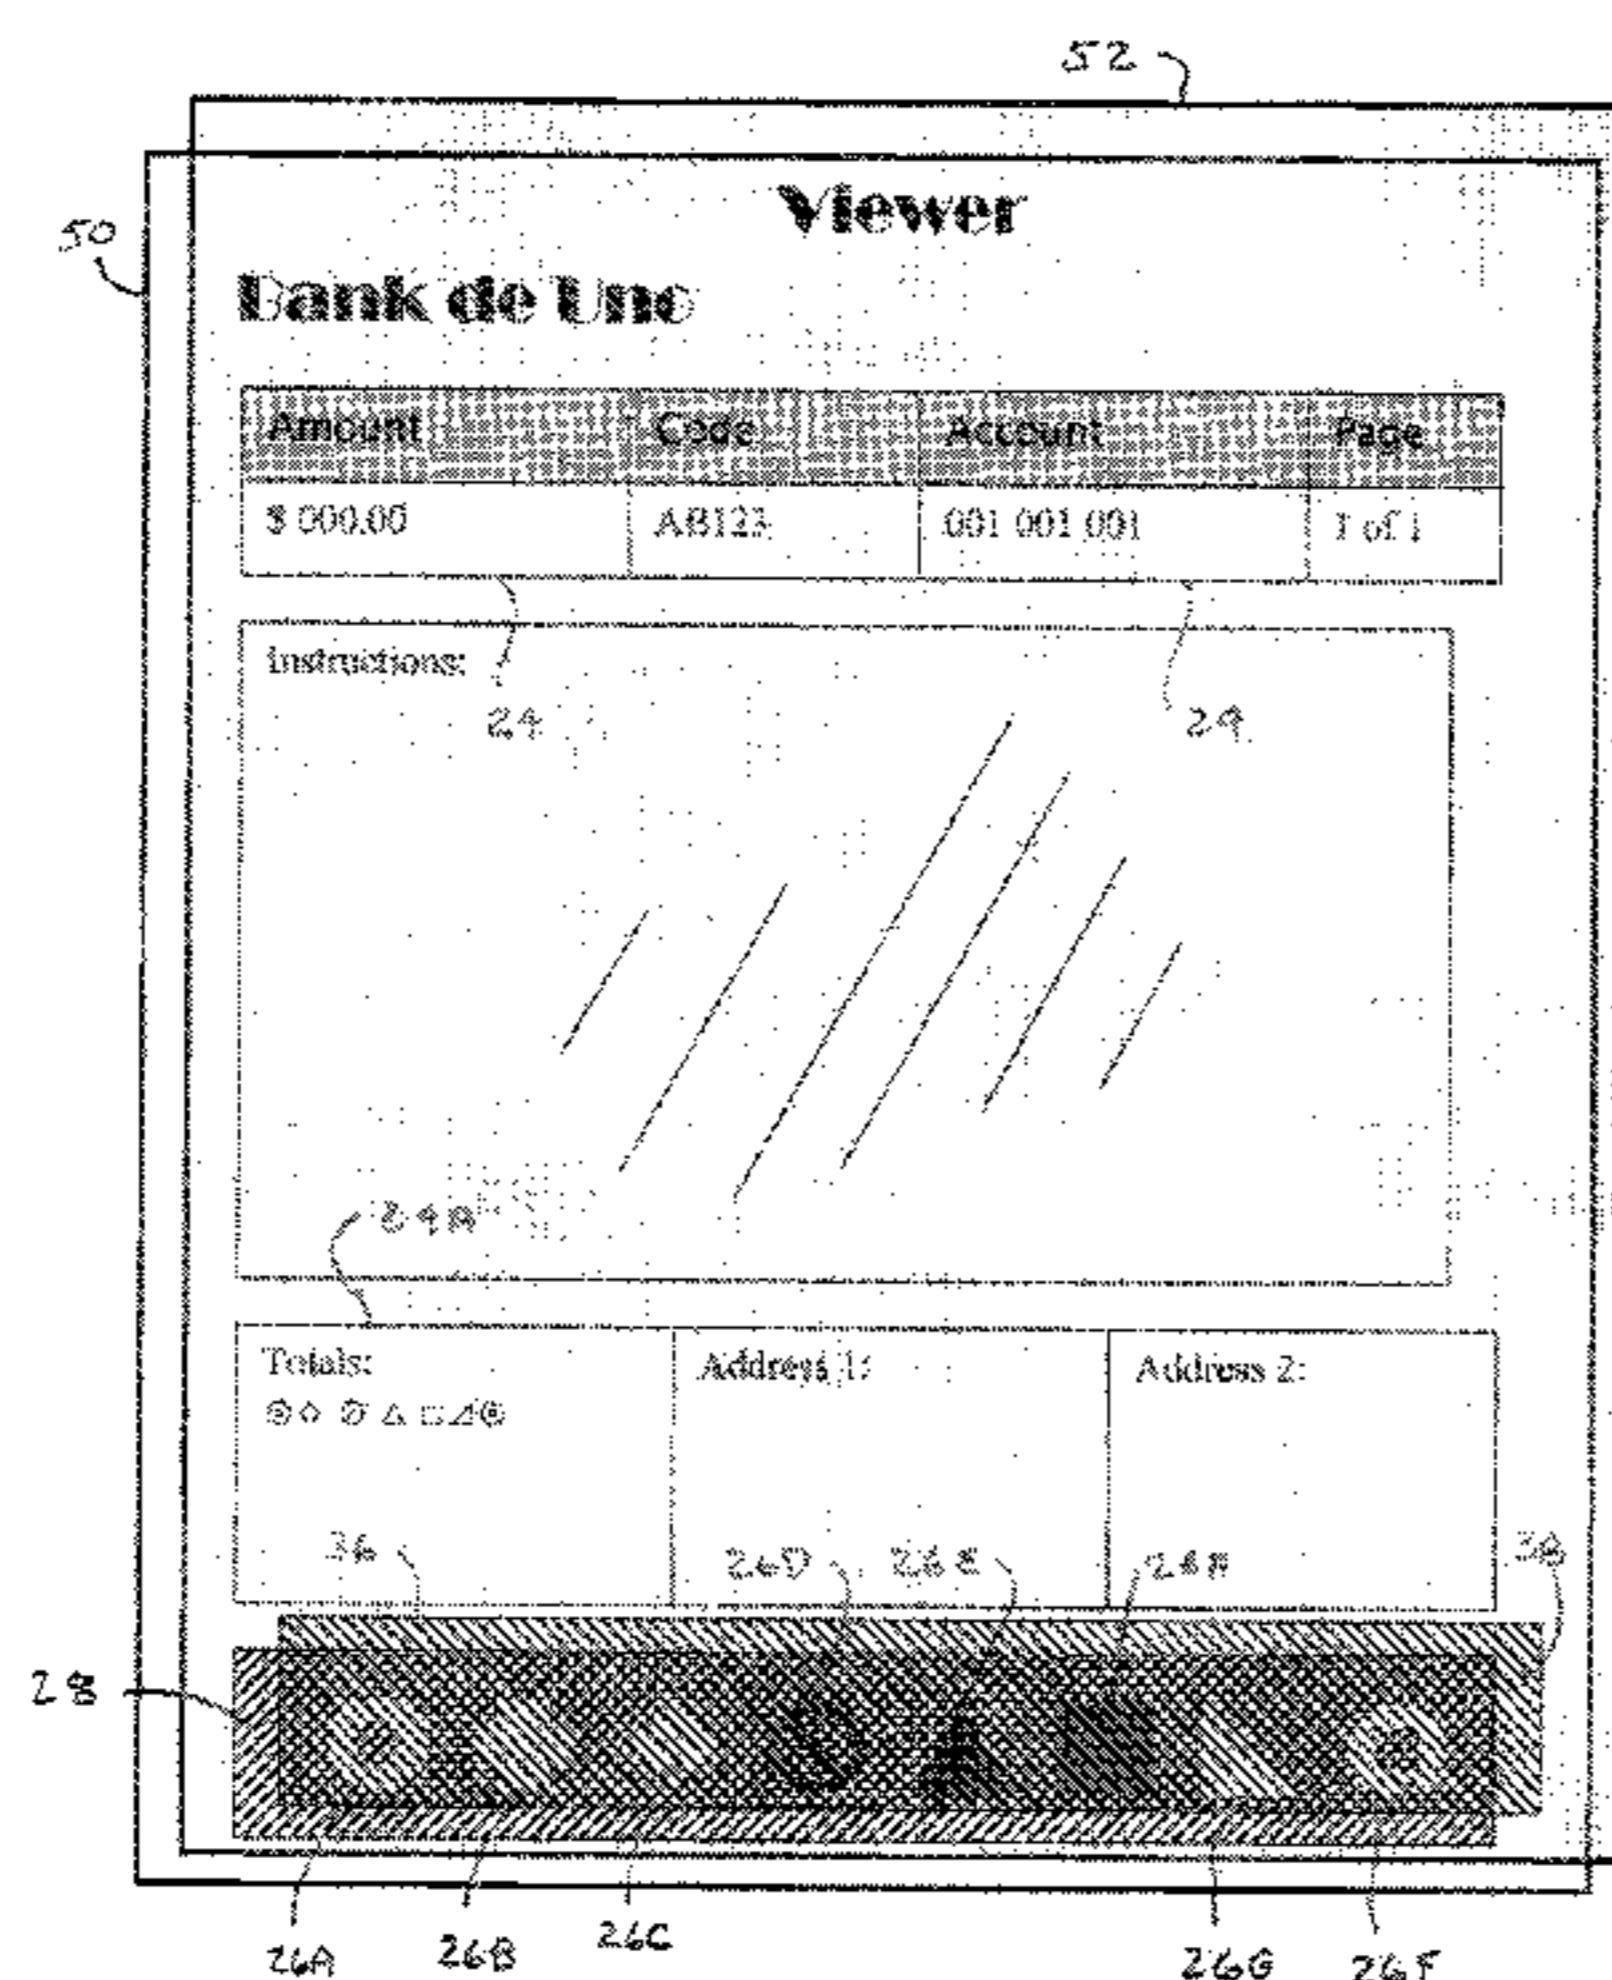 52
Viewer
50
Bank de Uno
Amount Code Account Page
$ 000.00 AB123 001 001 001 1 of 1
Instructions:
24 24
24A
Totals: Address 1: Address 2:
36 26D 26E
28
26A 26B 26C 26G 26F